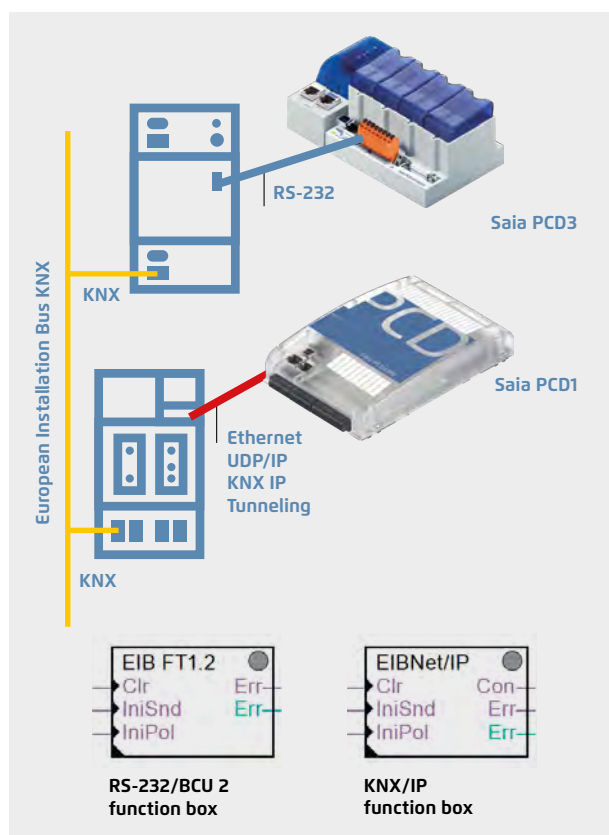 RS-232
Saia PCD3
KNX
European Installation Bus KNX
PCD
Saia PCD1
Ethernet
UDP/IP
KNX IP
Tunneling
KNX
EIB FT1.2
Clr Err
IniSnd Err
IniPol
EIBNet/IP
Clr Con
IniSnd Err
IniPol Err
RS-232/BCU 2
function box
KNX/IP
function box